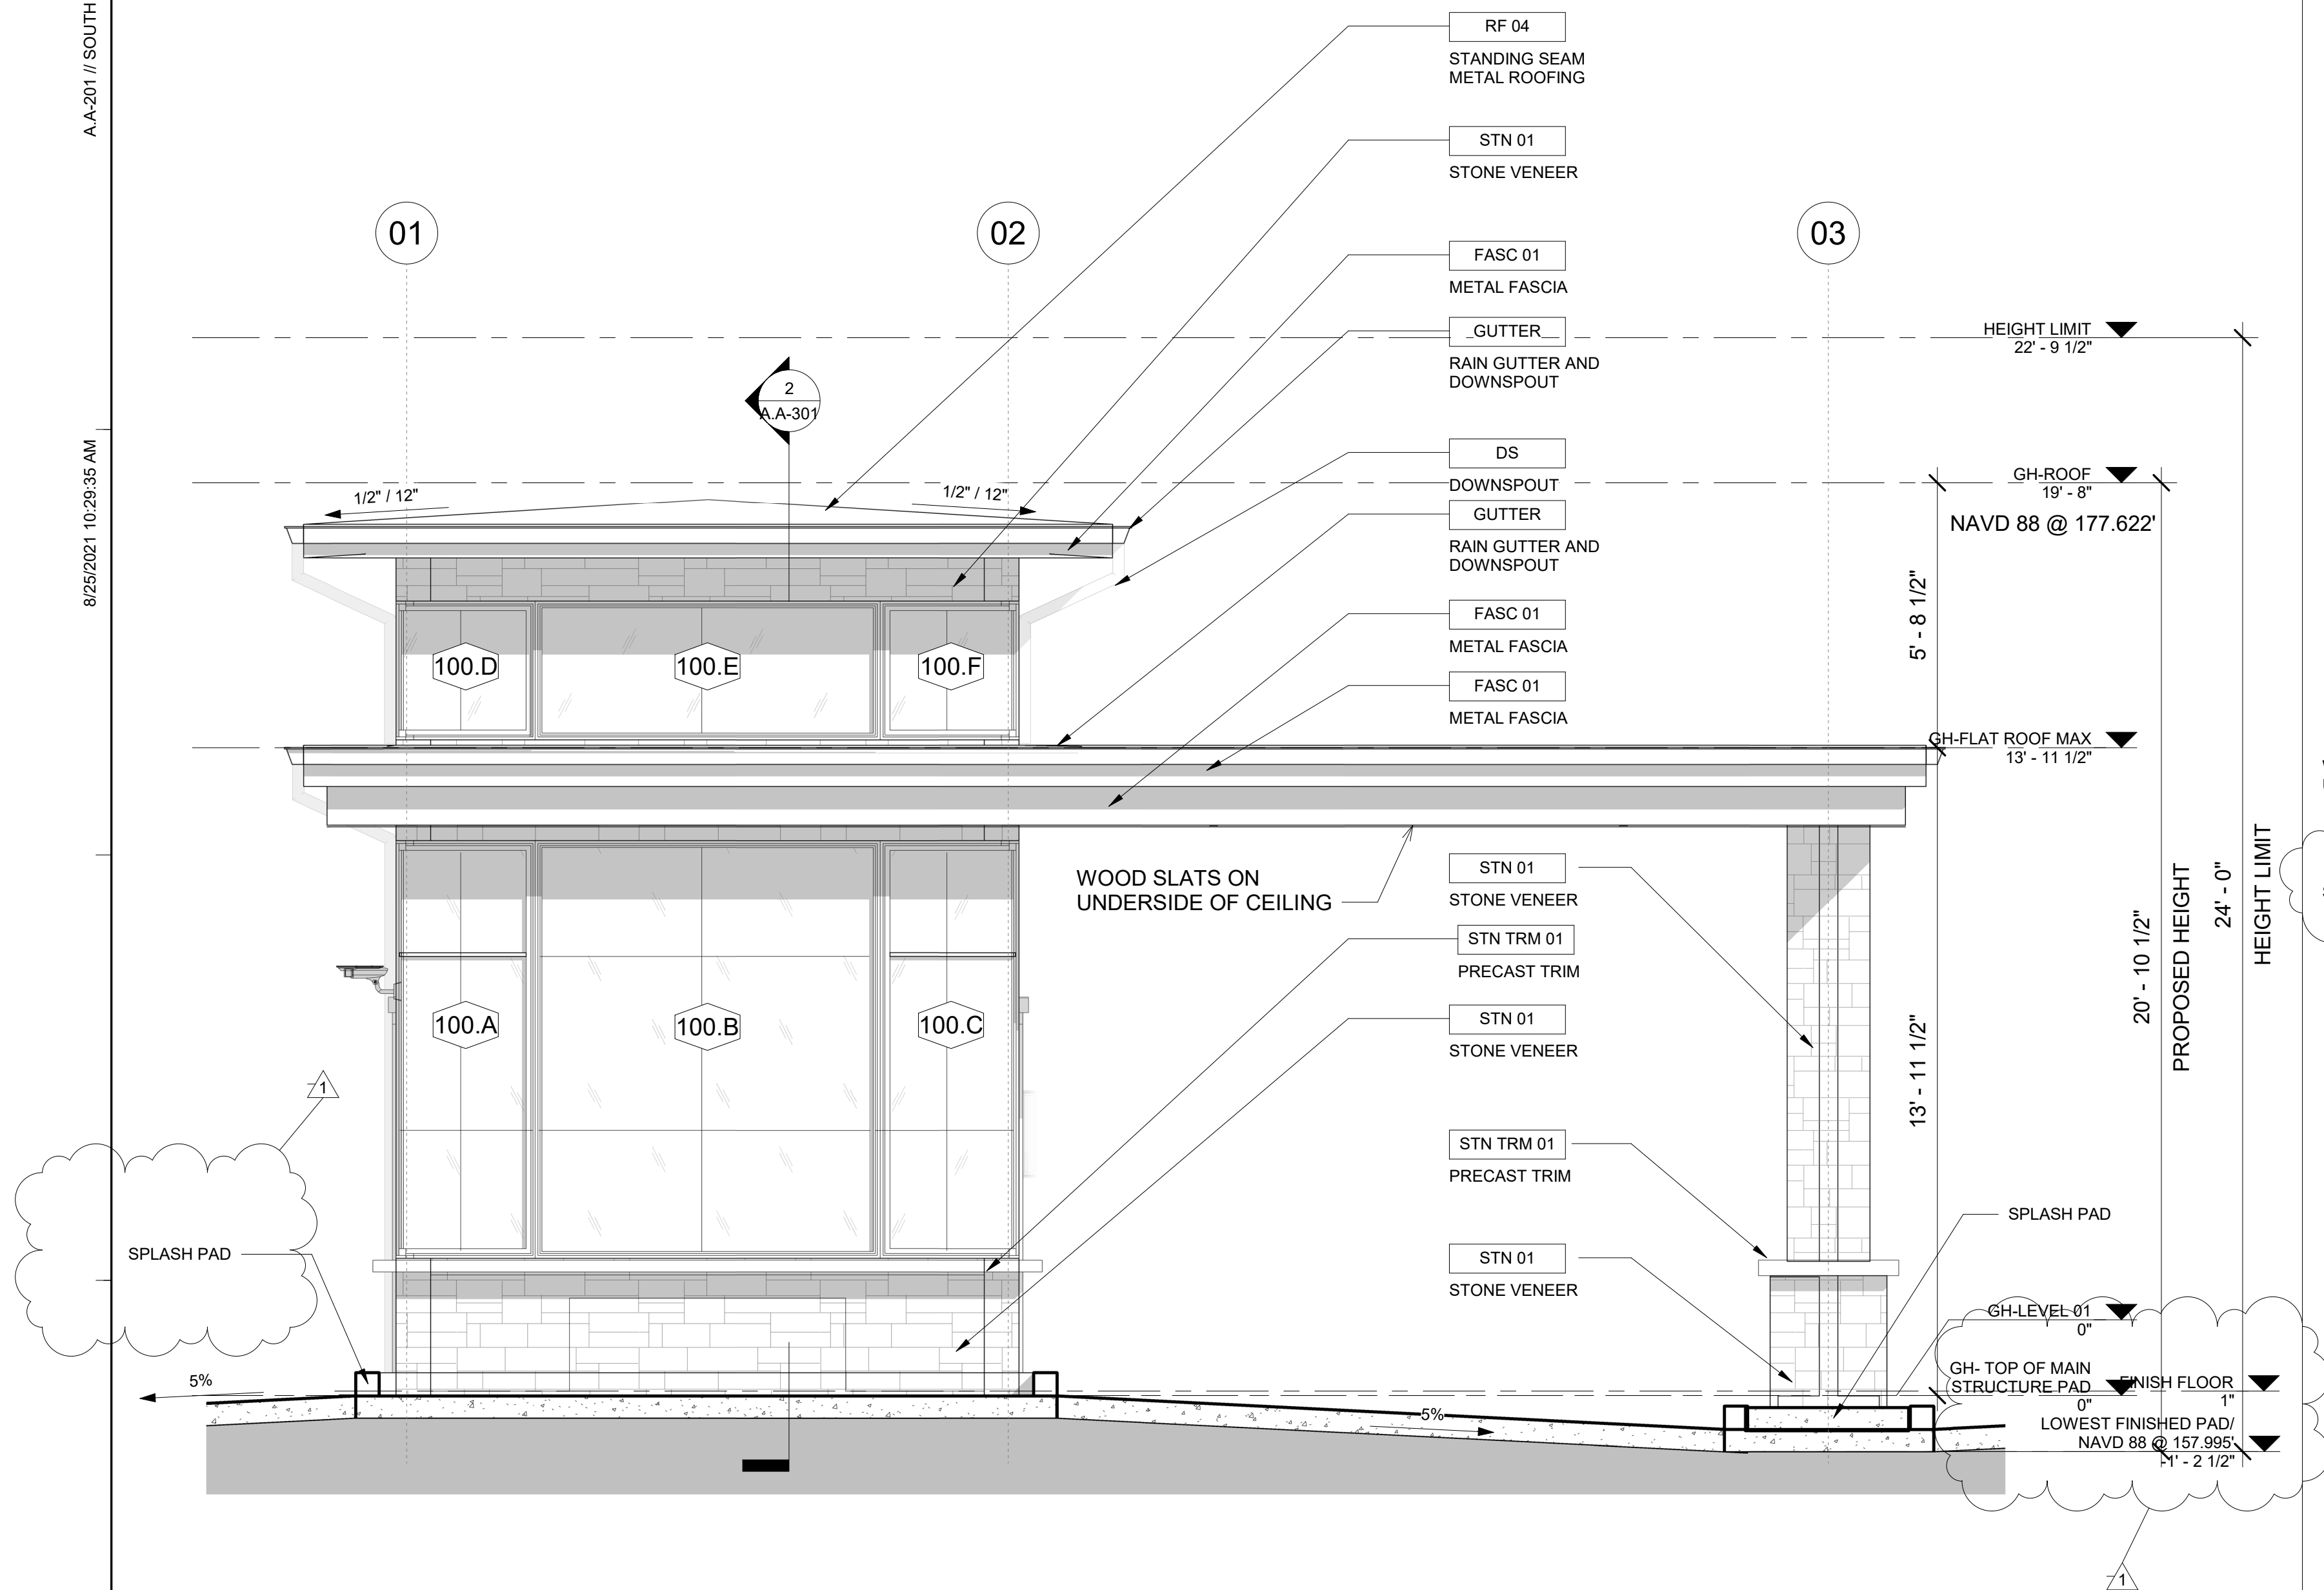 A.A-201 // SOUTH
8/25/2021 10:29:35 AM
RF 04
STANDING SEAM
METAL ROOFING
STN 01
STONE VENEER
01
02
03
FASC 01
METAL FASCIA
GUTTER
RAIN GUTTER AND
DOWNSPOUT
HEIGHT LIMIT
22' - 9 1/2"
2
A.A-301
DS
DOWNSPOUT
GH-ROOF
19' - 8"
NAVD 88 @ 177.622'
1/2" / 12"
1/2" / 12"
GUTTER
RAIN GUTTER AND
DOWNSPOUT
5' - 8 1/2"
FASC 01
METAL FASCIA
100.D
100.E
100.F
FASC 01
METAL FASCIA
GH-FLAT ROOF MAX
13' - 11 1/2"
WOOD SLATS ON
UNDERSIDE OF CEILING
STN 01
STONE VENEER
STN TRM 01
PRECAST TRIM
20' - 10 1/2"
PROPOSED HEIGHT
24' - 0"
HEIGHT LIMIT
100.A
100.B
100.C
STN 01
STONE VENEER
13' - 11 1/2"
1
STN TRM 01
PRECAST TRIM
SPLASH PAD
SPLASH PAD
STN 01
STONE VENEER
GH-LEVEL 01
0"
GH- TOP OF MAIN
STRUCTURE PAD
0"
FINISH FLOOR
1"
5%
5%
LOWEST FINISHED PAD/
NAVD 88 @ 157.995'
-1' - 2 1/2"
1